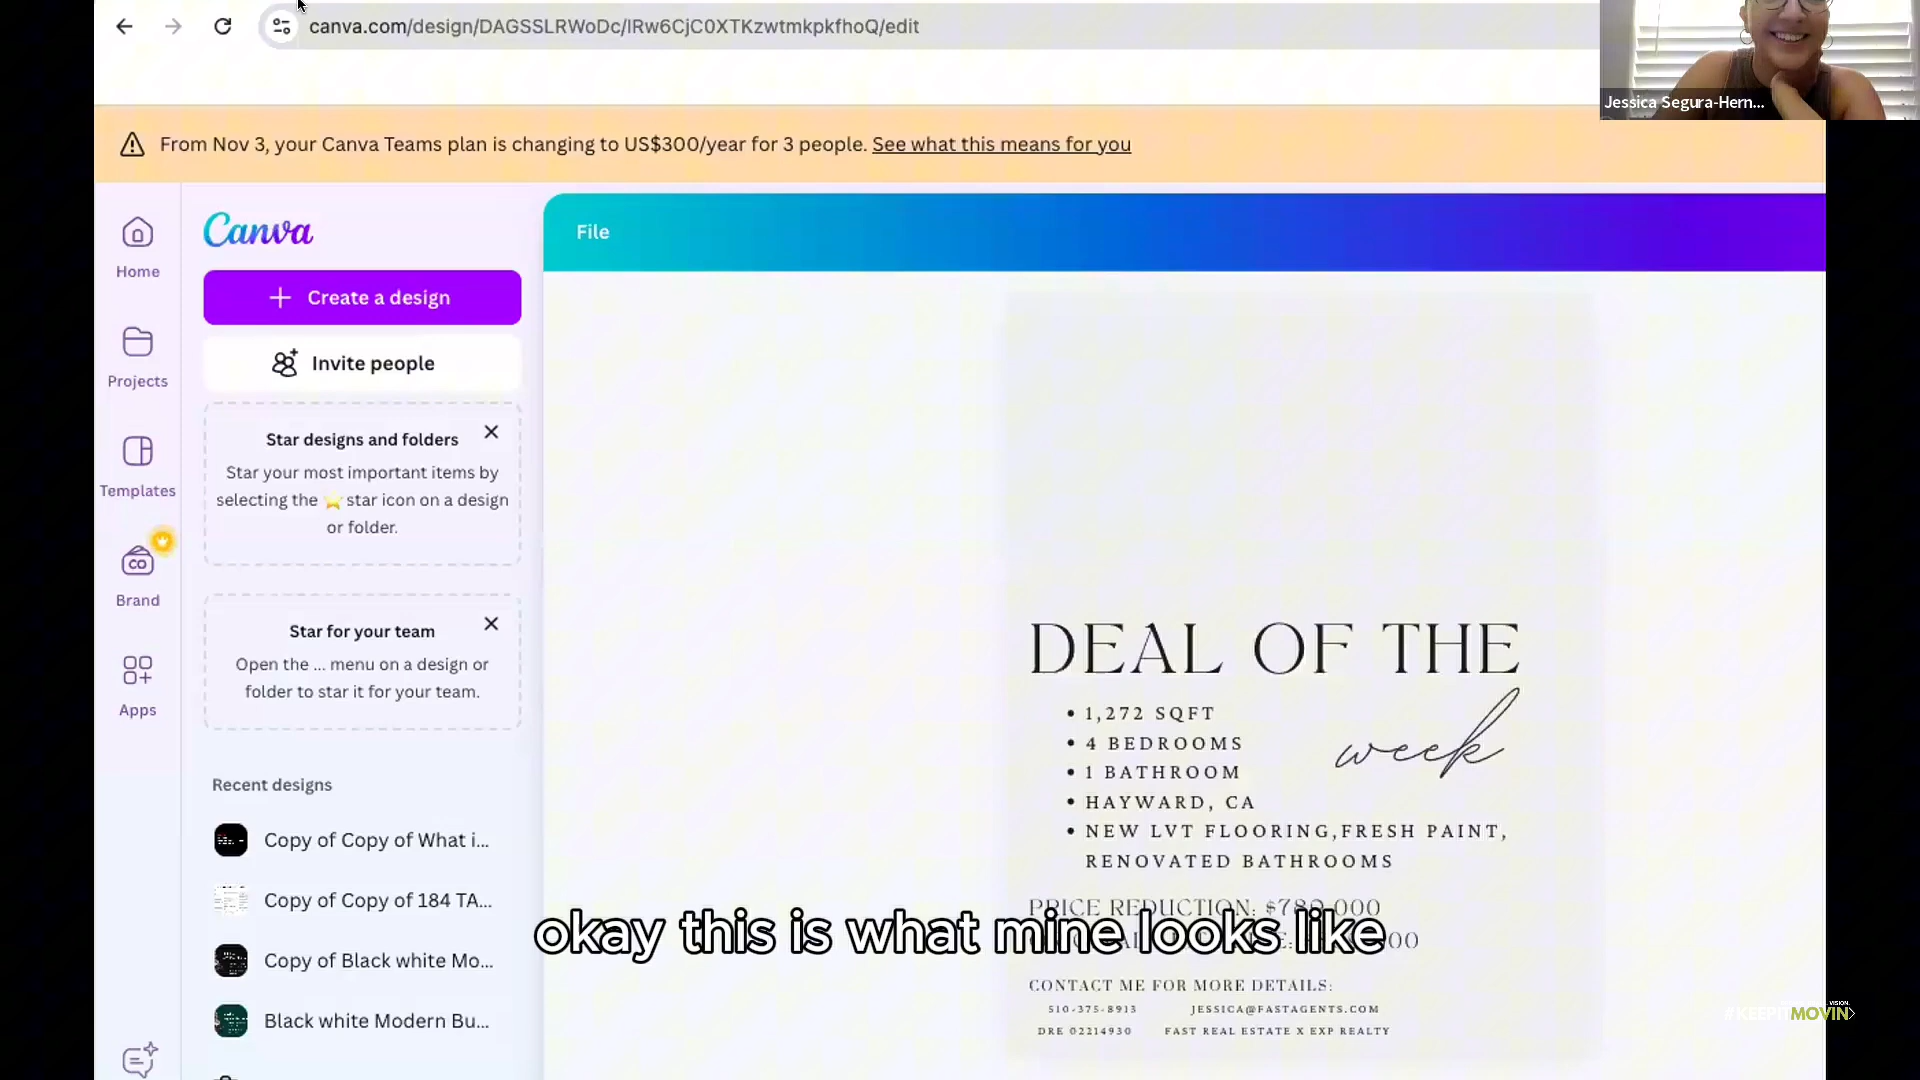 canva.com/design/DAGSSLRWoDc/lRw6CjC0XTKzwtmkpkfhoQ/edit
Jessica Segura-Hern...
From Nov 3, your Canva Teams plan is changing to US$300/year for 3 people. See what this means for you
Canva
File
Home
Create a design
Invite people
Projects
Star designs and folders
Star your most important items by
selecting the ⭐ star icon on a design
or folder.
Templates
Brand
Star for your team
Open the ... menu on a design or
folder to star it for your team.
Apps
Recent designs
Copy of Copy of What i...
Copy of Copy of 184 TA...
Copy of Black white Mo...
Black white Modern Bu...
DEAL OF THE
week
• 1,272 SQFT
• 4 BEDROOMS
• 1 BATHROOM
• HAYWARD, CA
• NEW LVT FLOORING,FRESH PAINT,
RENOVATED BATHROOMS
PRICE REDUCTION:
okay this is what mine looks like
CONTACT ME FOR MORE DETAILS:
510-375-8913 JESSICA@FASTAGENTS.COM
DRE 02214930 FAST REAL ESTATE X EXP REALTY
#KEEPITMOVIN